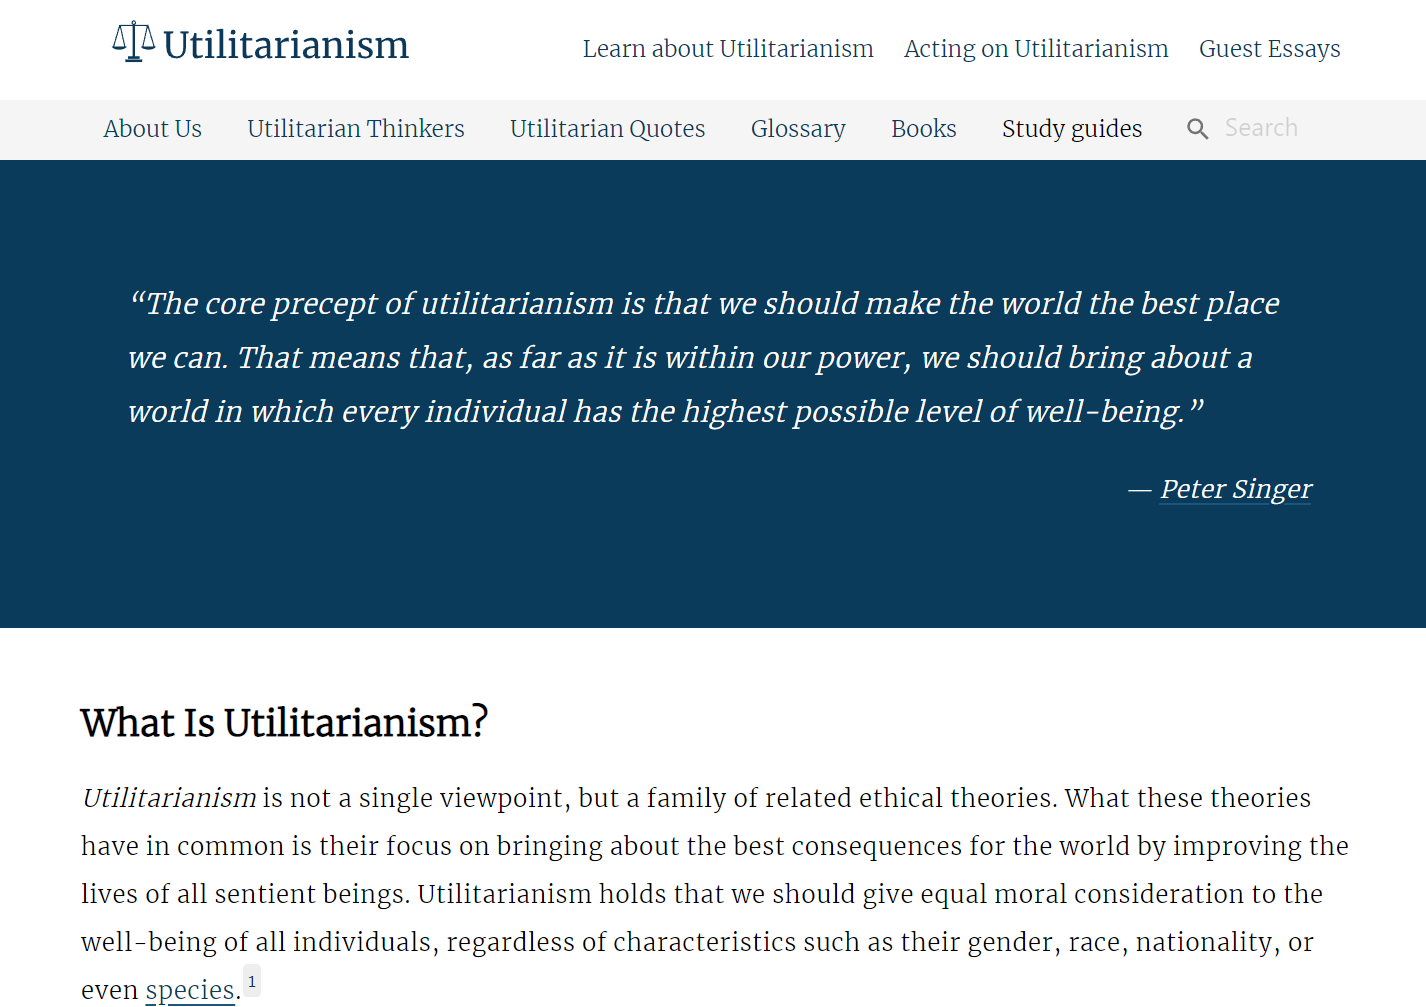 Utilitarianism
Learn about Utilitarianism Acting on Utilitarianism Guest Essays
About Us Utilitarian Thinkers Utilitarian Quotes Glossary Books Study guides Search
“The core precept of utilitarianism is that we should make the world the best place
we can. That means that, as far as it is within our power, we should bring about a
world in which every individual has the highest possible level of well-being.”
— Peter Singer
What Is Utilitarianism?
Utilitarianism is not a single viewpoint, but a family of related ethical theories. What these theories
have in common is their focus on bringing about the best consequences for the world by improving the
lives of all sentient beings. Utilitarianism holds that we should give equal moral consideration to the
well-being of all individuals, regardless of characteristics such as their gender, race, nationality, or
even species.1